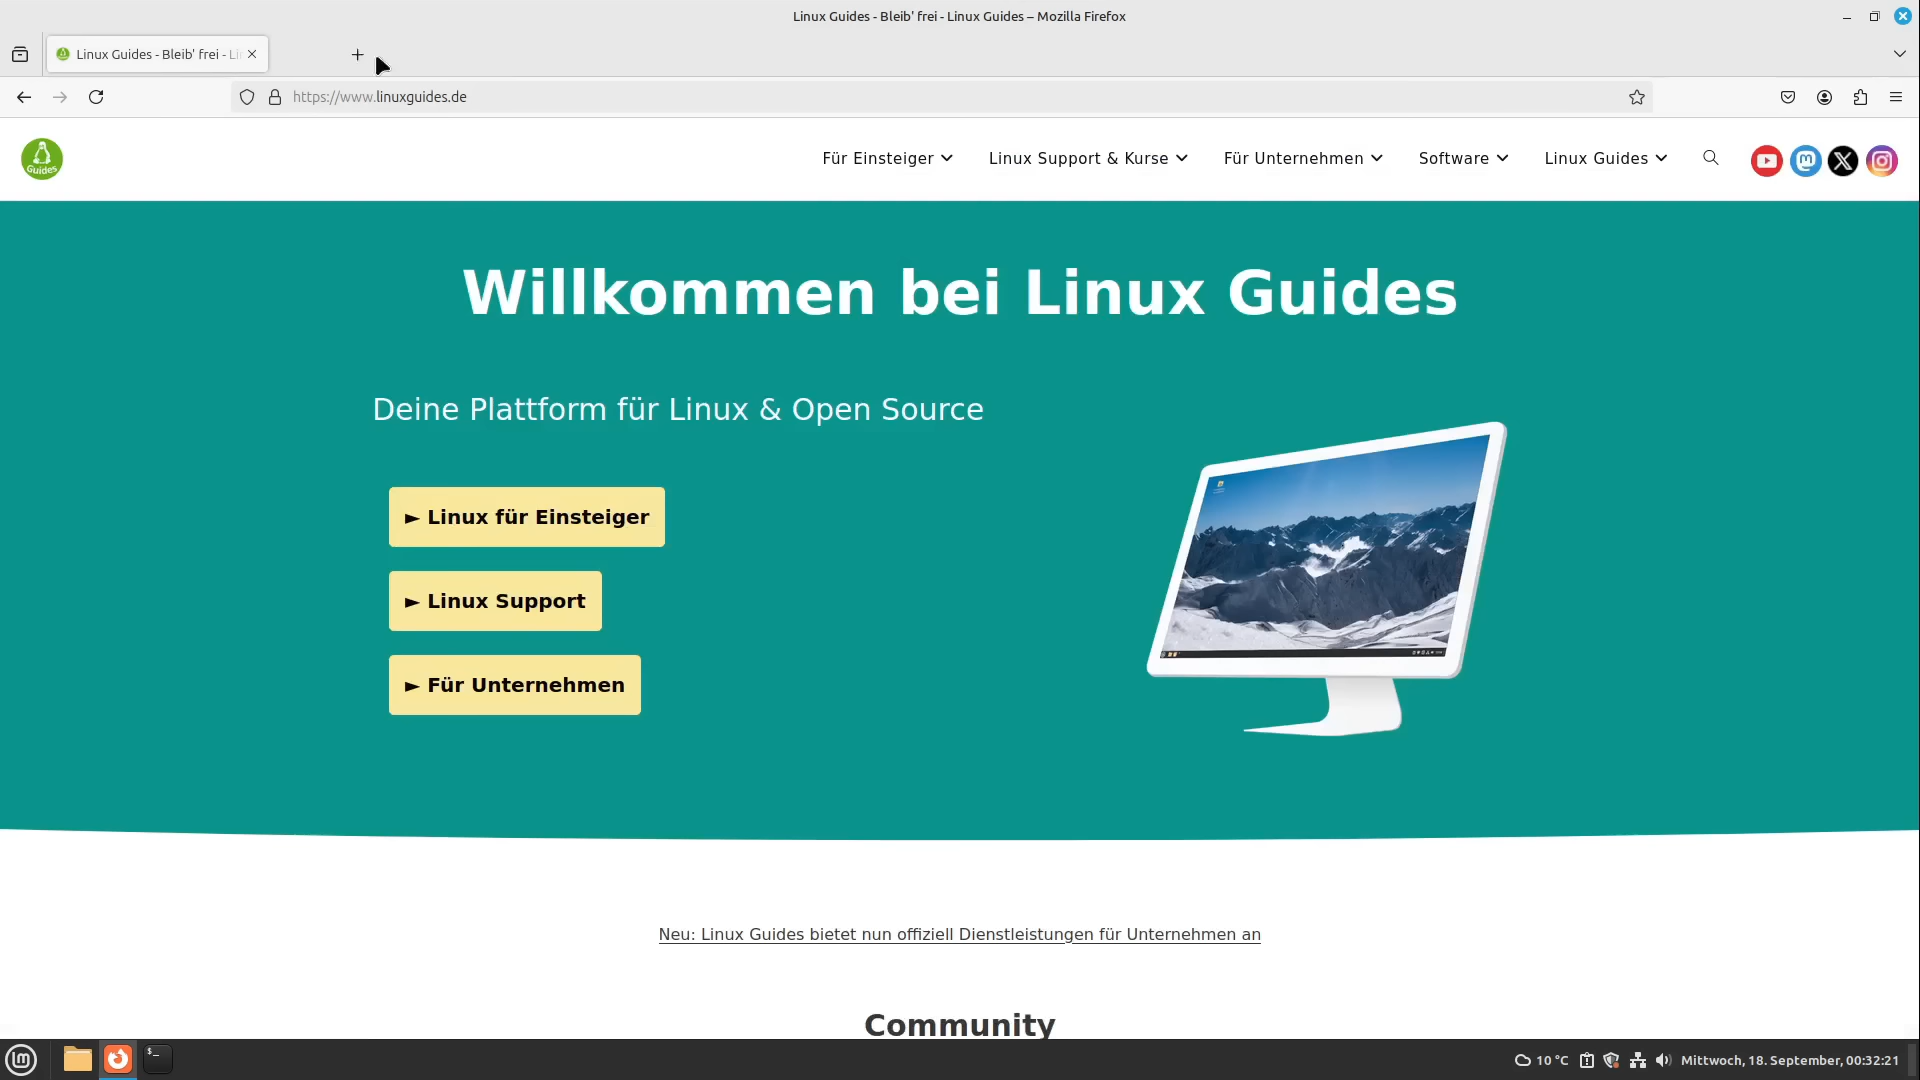 Linux Guides - Bleib' frei - Linux Guides – Mozilla Firefox
Linux Guides - Bleib' frei - Li
https://www.linuxguides.de
Guides
Für Einsteiger
Linux Support & Kurse
Für Unternehmen
Software
Linux Guides
Willkommen bei Linux Guides
Deine Plattform für Linux & Open Source
► Linux für Einsteiger
► Linux Support
► Für Unternehmen
Neu: Linux Guides bietet nun offiziell Dienstleistungen für Unternehmen an
Community
10 °C
Mittwoch, 18. September, 00:32:21